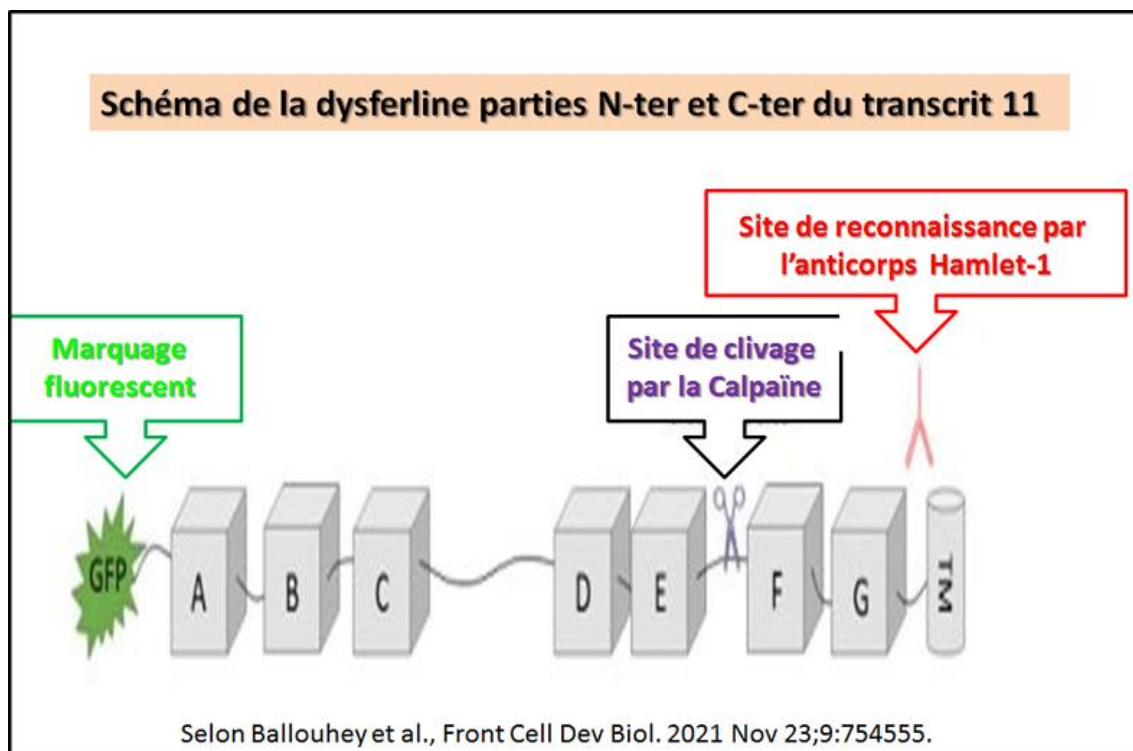 Schéma de la dysferline parties N-ter et C-ter du transcrit 11
Site de reconnaissance par
l'anticorps Hamlet-1
Marquage
fluorescent
Site de clivage
par la Calpaïne
GFP
A
B
C
D
E
F
G
TM
Selon Ballouhey et al., Front Cell Dev Biol. 2021 Nov 23;9:754555.